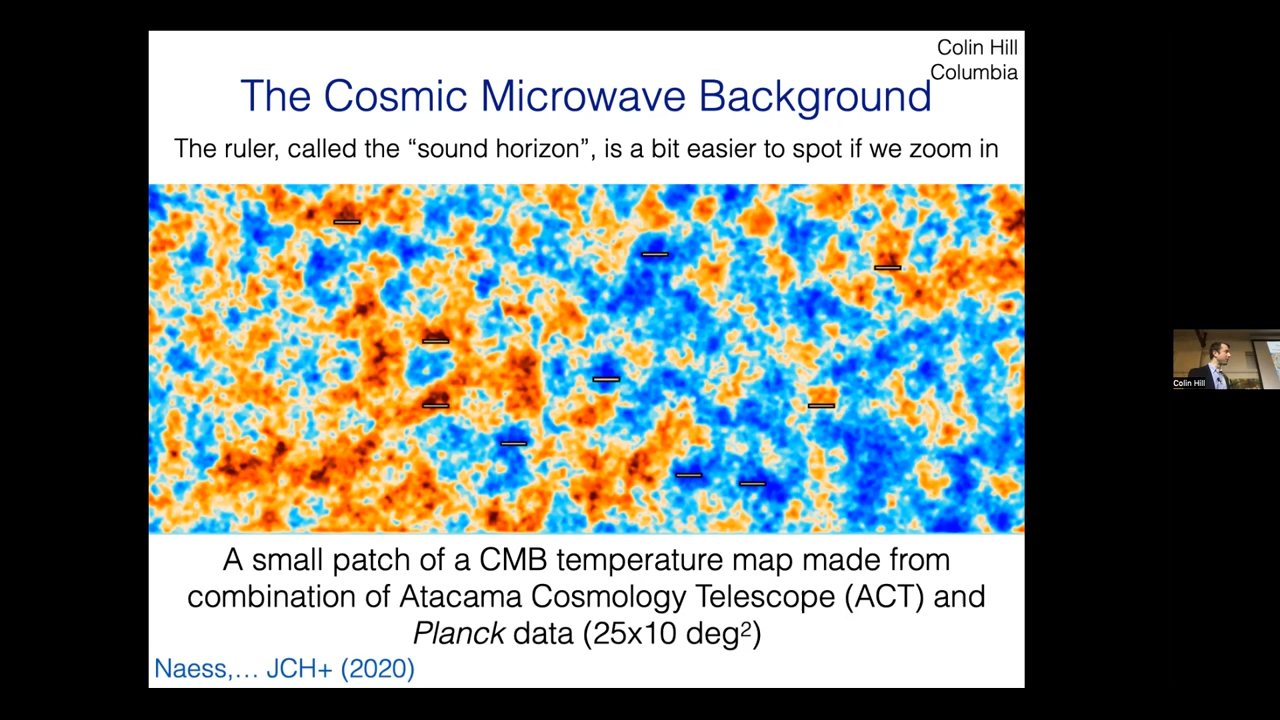 Colin Hill
Columbia
The Cosmic Microwave Background
The ruler, called the “sound horizon”, is a bit easier to spot if we zoom in
A small patch of a CMB temperature map made from
combination of Atacama Cosmology Telescope (ACT) and
Planck data (25x10 deg²)
Naess,… JCH+ (2020)
Colin Hill